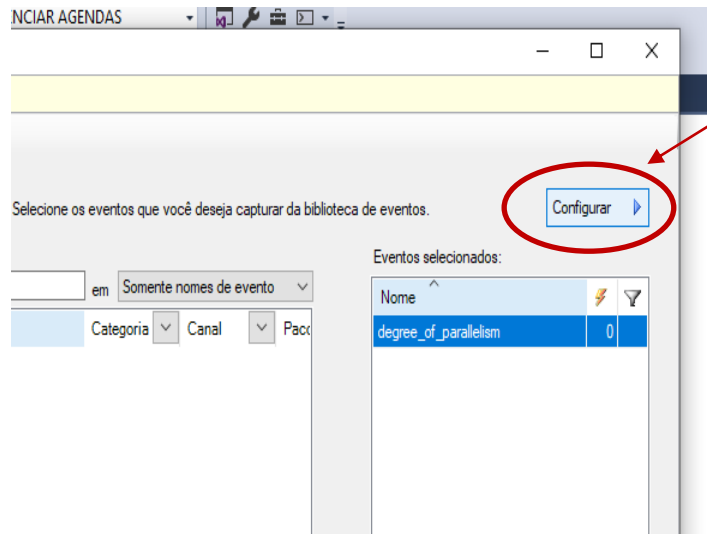 NCIAR AGENDAS
Selecione os eventos que você deseja capturar da biblioteca de eventos.
Configurar
Eventos selecionados:
em Somente nomes de evento
Nome
Categoria Canal Paco
degree_of_parallelism 0